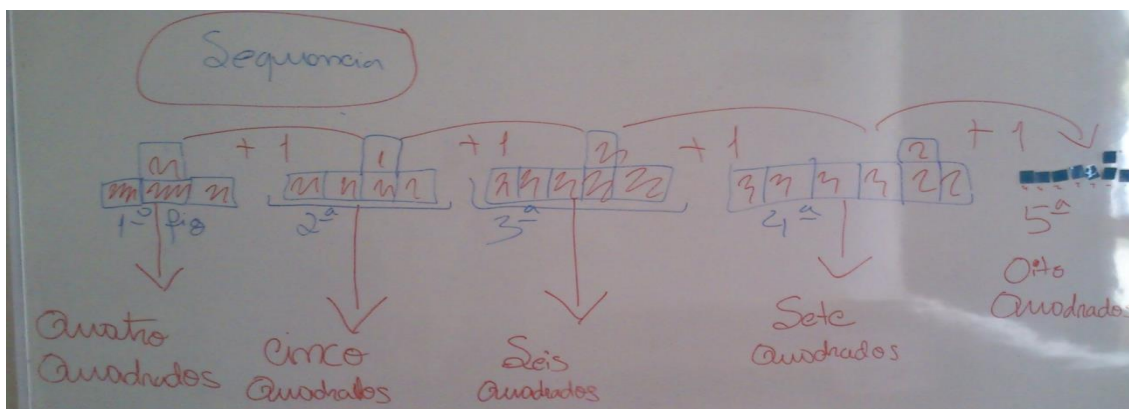 Sequencia
+ 1 + 1 + 1 + 1
1ª fig 2ª 3ª 4ª 5ª
Quatro Quadrados
Cinco Quadrados
Seis Quadrados
Sete Quadrados
Oito Quadrados